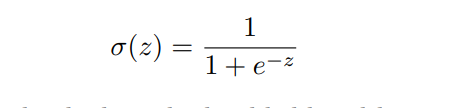 σ(z) = 1 / (1 + e^{-z})